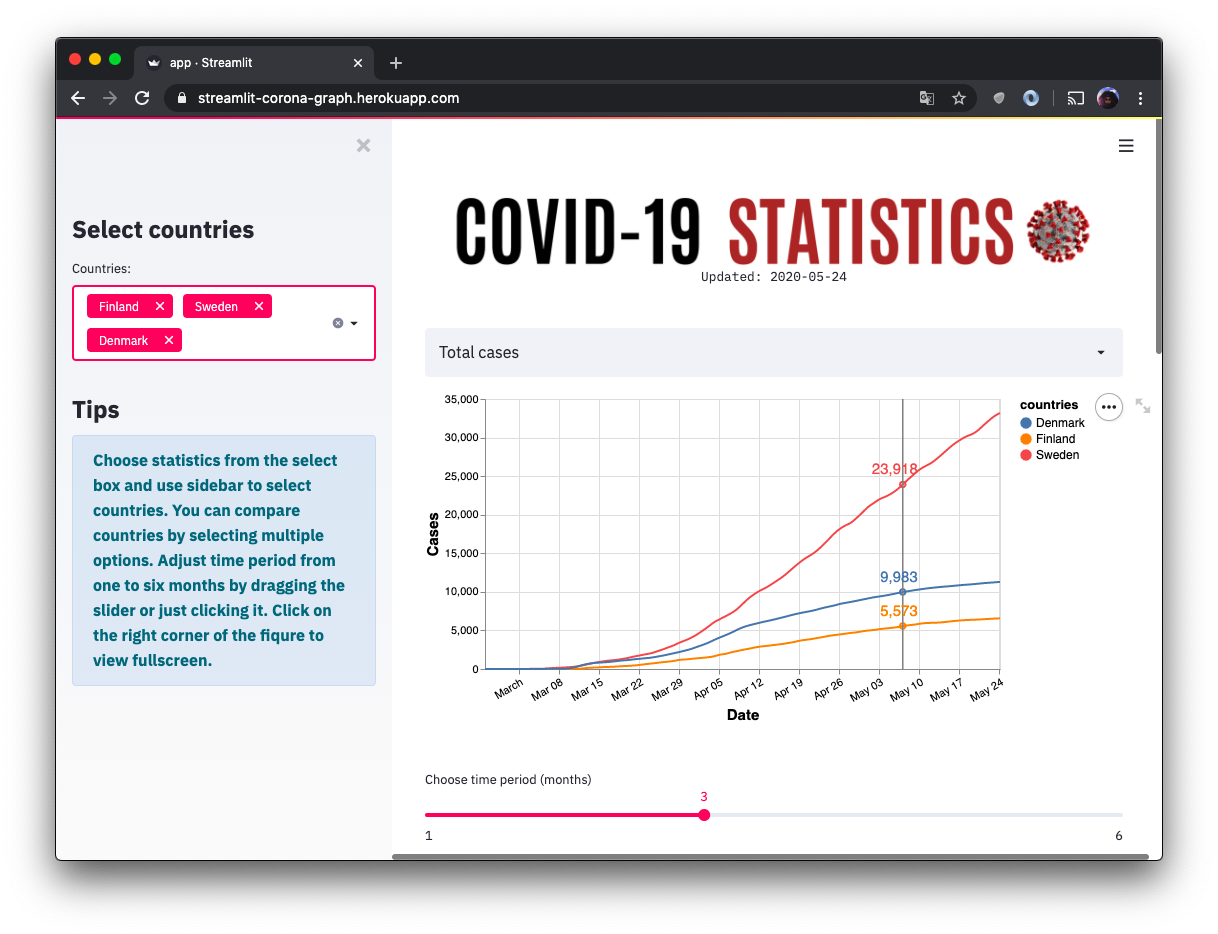 app · Streamlit
streamlit-corona-graph.herokuapp.com
Select countries
Countries:
Finland
Sweden
Denmark
Tips
Choose statistics from the select
box and use sidebar to select
countries. You can compare
countries by selecting multiple
options. Adjust time period from
one to six months by dragging the
slider or just clicking it. Click on
the right corner of the fiqure to
view fullscreen.
COVID-19 STATISTICS
Updated: 2020-05-24
Total cases
35,000
30,000
25,000
20,000
15,000
10,000
5,000
0
Cases
23,918
9,983
5,573
March Mar 08 Mar 15 Mar 22 Mar 29 Apr 05 Apr 12 Apr 19 Apr 26 May 03 May 10 May 17 May 24
Date
countries
Denmark
Finland
Sweden
Choose time period (months)
3
1 6